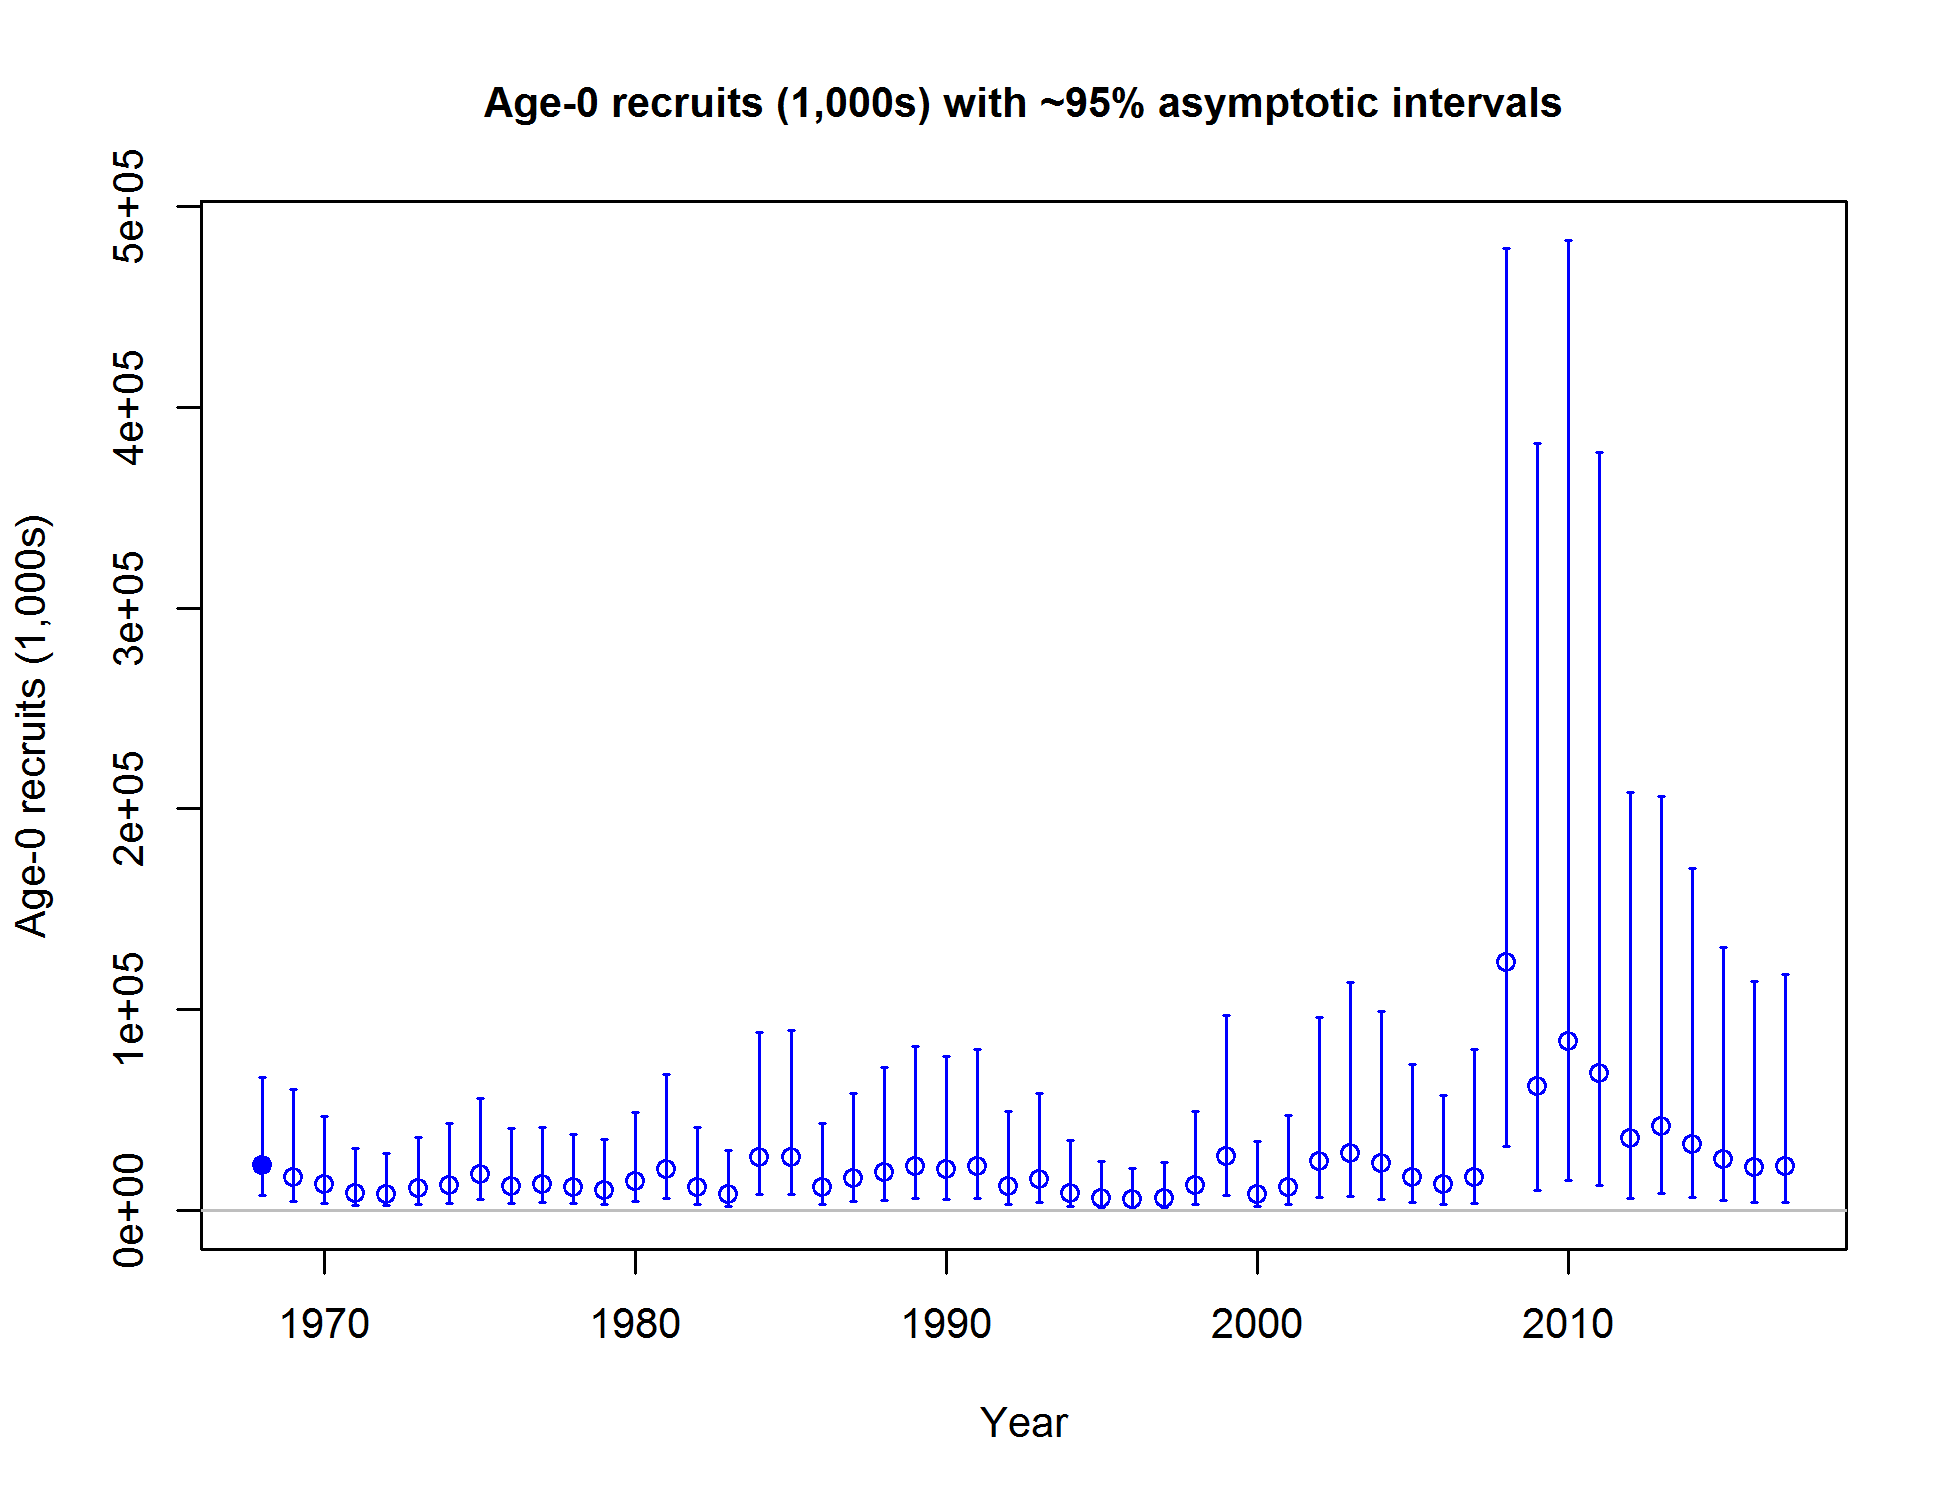 Age-0 recruits (1,000s) with ~95% asymptotic intervals
Age-0 recruits (1,000s)
5e+05
4e+05
3e+05
2e+05
1e+05
0e+00
1970 1980 1990 2000 2010
Year